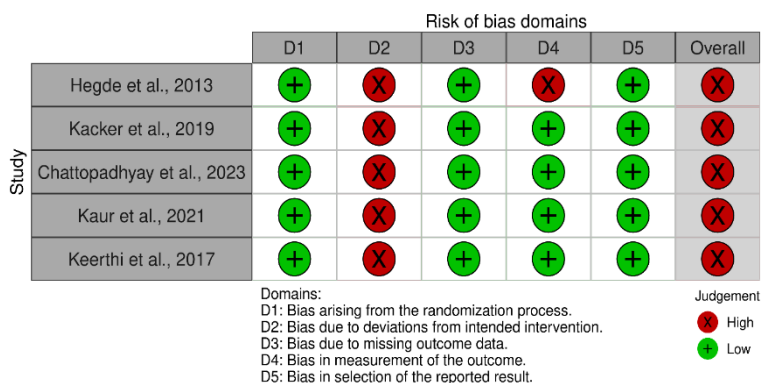 Risk of bias domains
D1 D2 D3 D4 D5 Overall
Study
Hegde et al., 2013 + X + X + X
Kacker et al., 2019 + X + + + X
Chattopadhyay et al., 2023 + X + + + X
Kaur et al., 2021 + X + + + X
Keerthi et al., 2017 + X + + + X
Domains:
D1: Bias arising from the randomization process.
D2: Bias due to deviations from intended intervention.
D3: Bias due to missing outcome data.
D4: Bias in measurement of the outcome.
D5: Bias in selection of the reported result.
Judgement
X High
+ Low